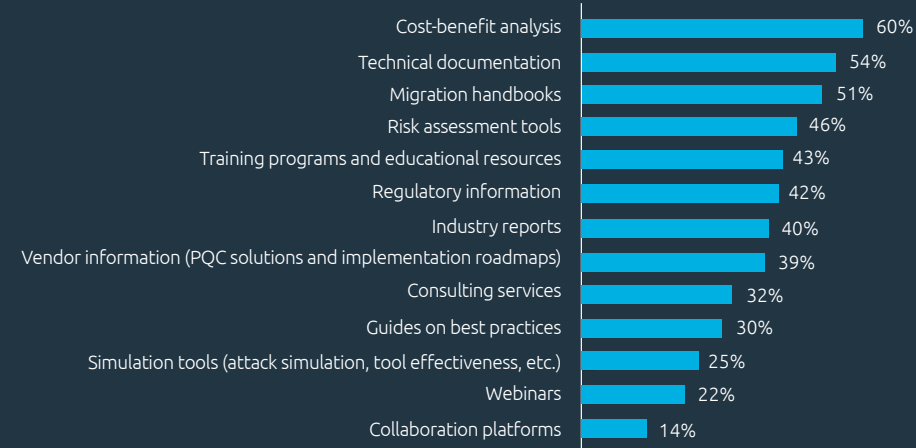 Cost-benefit analysis 60%
Technical documentation 54%
Migration handbooks 51%
Risk assessment tools 46%
Training programs and educational resources 43%
Regulatory information 42%
Industry reports 40%
Vendor information (PQC solutions and implementation roadmaps) 39%
Consulting services 32%
Guides on best practices 30%
Simulation tools (attack simulation, tool effectiveness, etc.) 25%
Webinars 22%
Collaboration platforms 14%